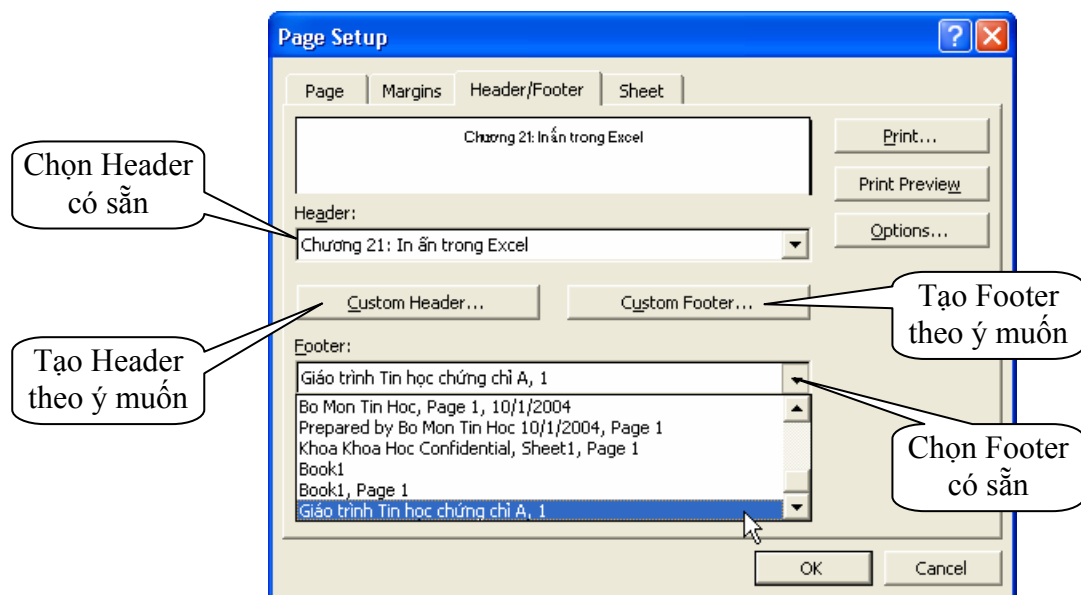 Page Setup
Page Margins Header/Footer Sheet
Chương 21: In ấn trong Excel
Print...
Chọn Header
có sẵn
Print Preview
Header:
Options...
Chương 21: In ấn trong Excel
Custom Header...
Custom Footer...
Tạo Footer
theo ý muốn
Tạo Header
theo ý muốn
Footer:
Giáo trình Tin học chứng chỉ A, 1
Bo Mon Tin Hoc, Page 1, 10/1/2004
Prepared by Bo Mon Tin Hoc 10/1/2004, Page 1
Khoa Khoa Hoc Confidential, Sheet1, Page 1
Book1
Book1, Page 1
Giáo trình Tin học chứng chỉ A, 1
Chọn Footer
có sẵn
OK
Cancel